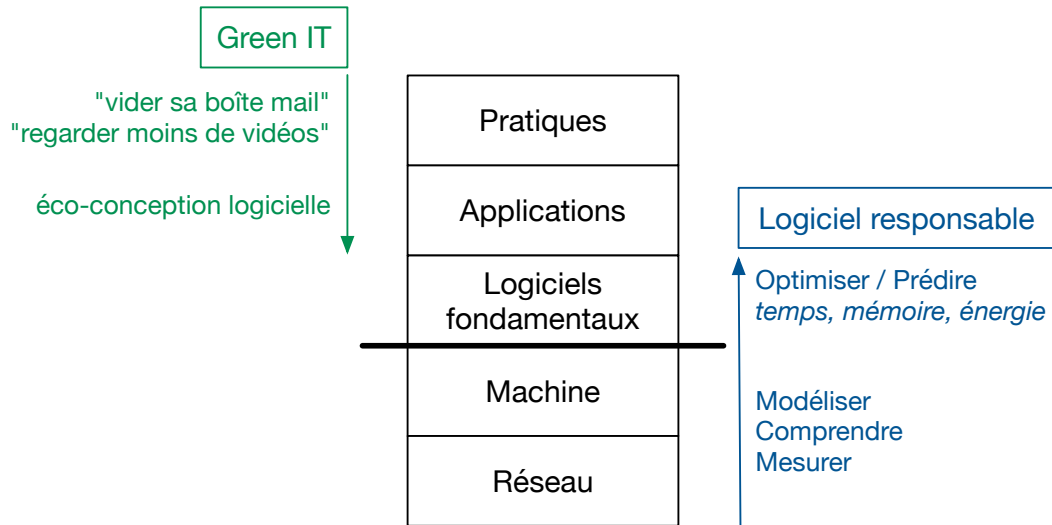 Green IT
"vider sa boîte mail"
"regarder moins de vidéos"
éco-conception logicielle
Pratiques
Applications
Logiciels
fondamentaux
Machine
Réseau
Logiciel responsable
Optimiser / Prédire
temps, mémoire, énergie
Modéliser
Comprendre
Mesurer